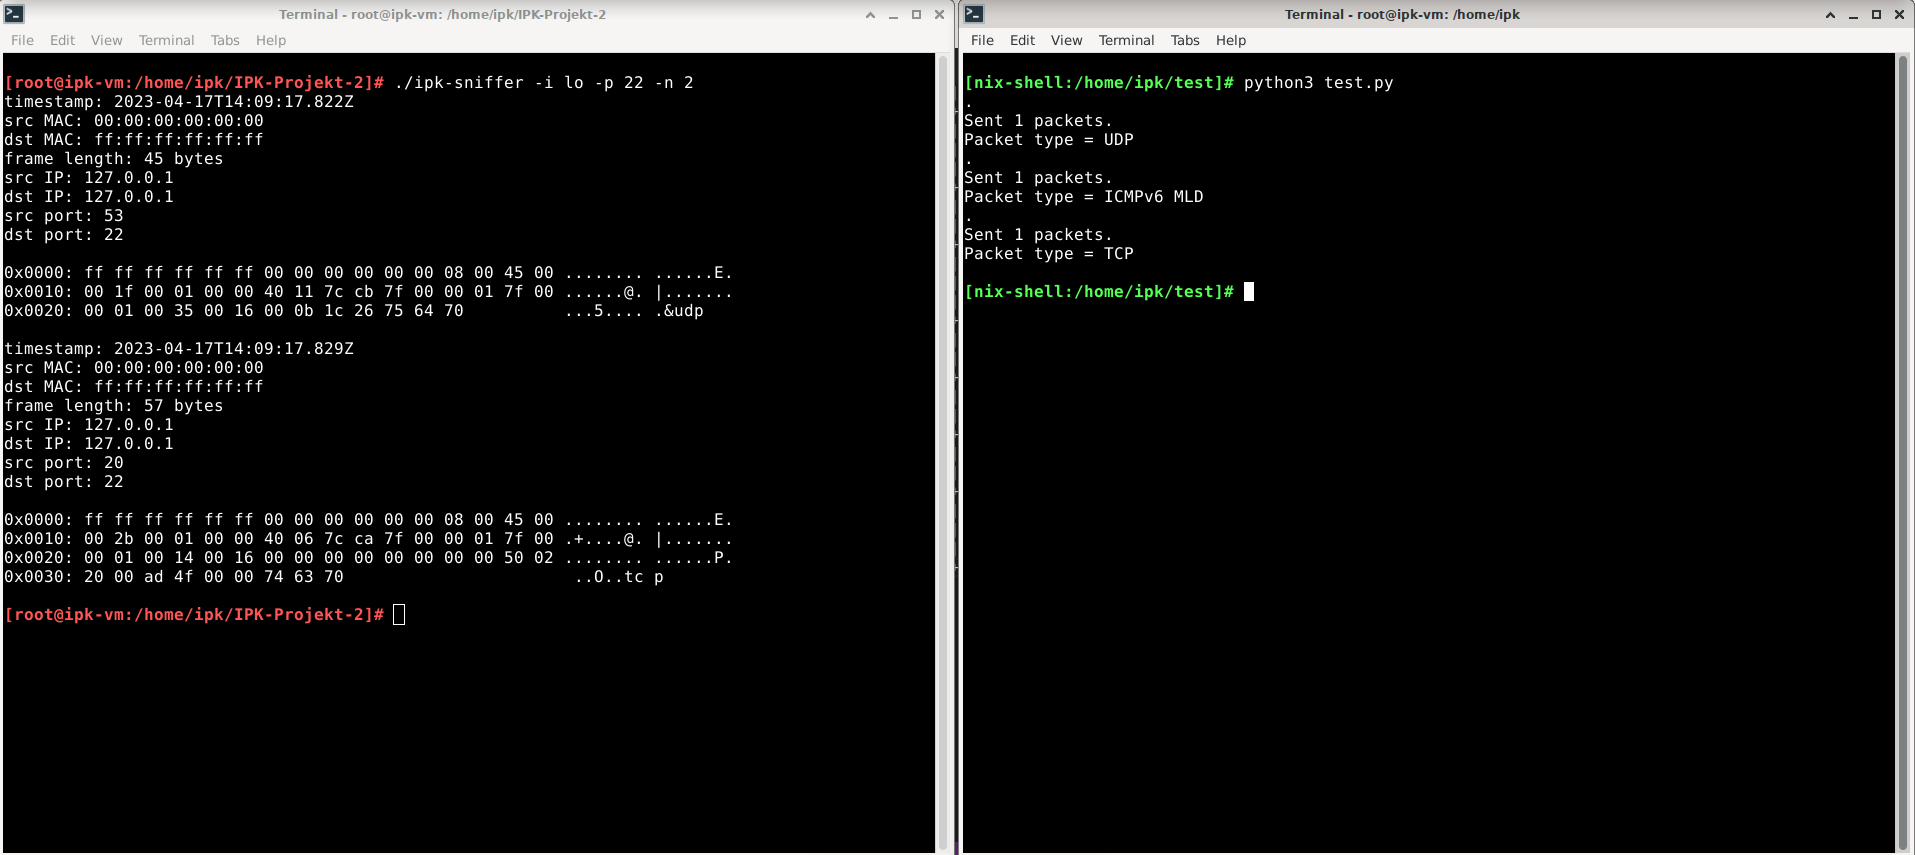 Terminal - root@ipk-vm: /home/ipk/IPK-Projekt-2
File Edit View Terminal Tabs Help
[root@ipk-vm:/home/ipk/IPK-Projekt-2]# ./ipk-sniffer -i lo -p 22 -n 2
timestamp: 2023-04-17T14:09:17.822Z
src MAC: 00:00:00:00:00:00
dst MAC: ff:ff:ff:ff:ff:ff
frame length: 45 bytes
src IP: 127.0.0.1
dst IP: 127.0.0.1
src port: 53
dst port: 22
0x0000: ff ff ff ff ff ff 00 00 00 00 00 00 08 00 45 00 ........ ......E.
0x0010: 00 1f 00 01 00 00 40 11 7c cb 7f 00 00 01 7f 00 ......@. |.......
0x0020: 00 01 00 35 00 16 00 0b 1c 26 75 64 70 ...5.... .&udp
timestamp: 2023-04-17T14:09:17.829Z
src MAC: 00:00:00:00:00:00
dst MAC: ff:ff:ff:ff:ff:ff
frame length: 57 bytes
src IP: 127.0.0.1
dst IP: 127.0.0.1
src port: 20
dst port: 22
0x0000: ff ff ff ff ff ff 00 00 00 00 00 00 08 00 45 00 ........ ......E.
0x0010: 00 2b 00 01 00 00 40 06 7c ca 7f 00 00 01 7f 00 .+....@. |.......
0x0020: 00 01 00 14 00 16 00 00 00 00 00 00 00 00 50 02 ........ ......P.
0x0030: 20 00 ad 4f 00 00 74 63 70 ..O..tc p
[root@ipk-vm:/home/ipk/IPK-Projekt-2]#
Terminal - root@ipk-vm: /home/ipk
File Edit View Terminal Tabs Help
[nix-shell:/home/ipk/test]# python3 test.py
.
Sent 1 packets.
Packet type = UDP
.
Sent 1 packets.
Packet type = ICMPv6 MLD
.
Sent 1 packets.
Packet type = TCP
[nix-shell:/home/ipk/test]#